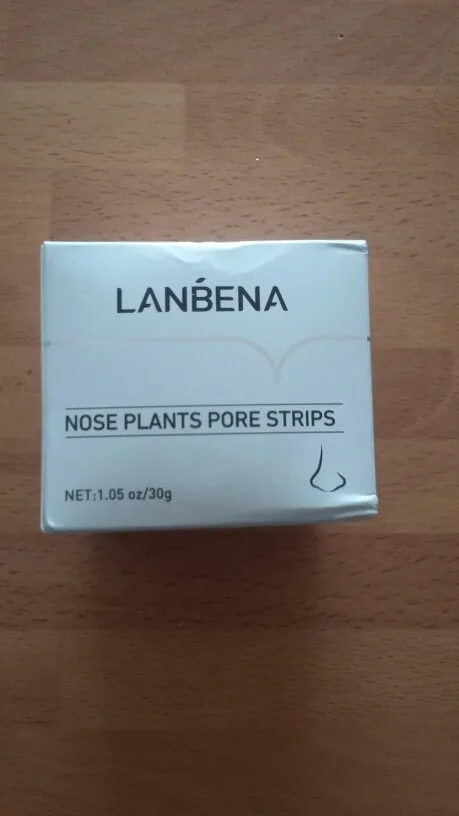 LANBENA
NOSE PLANTS PORE STRIPS
NET:1.05 oz/30g